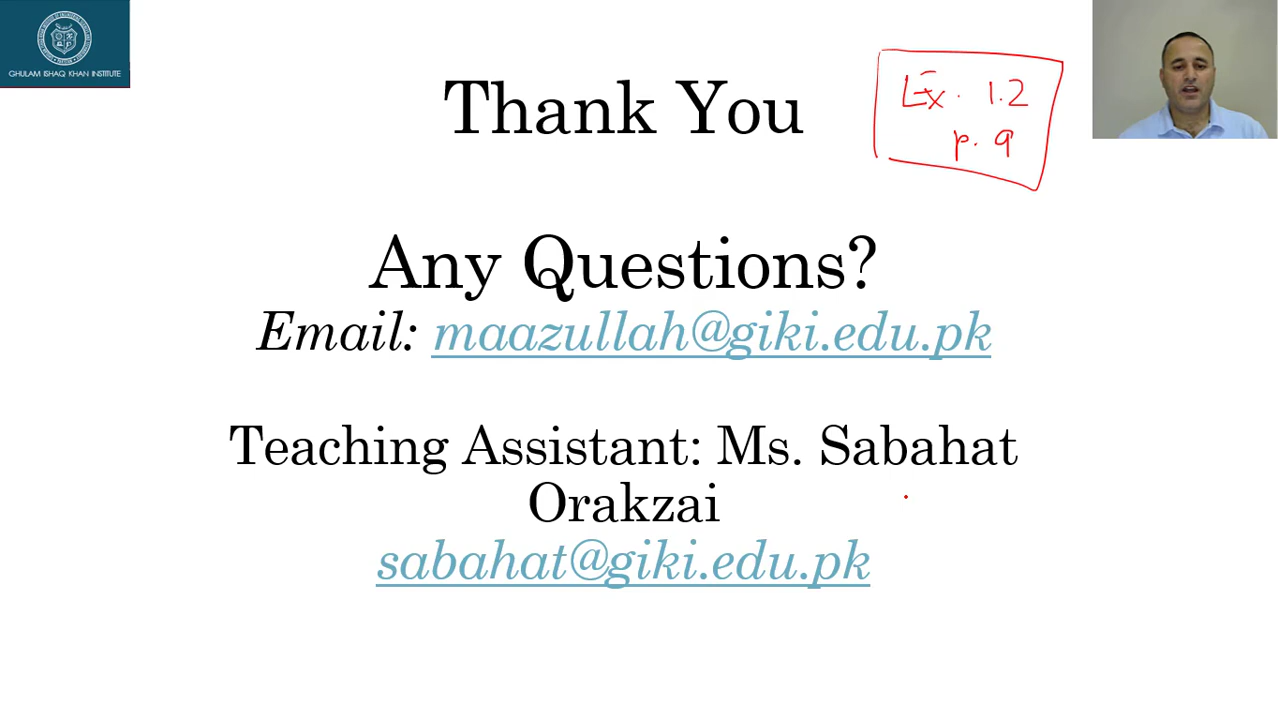 GHULAM ISHAQ KHAN INSTITUTE
Thank You
Ex. 1.2
p. 9
Any Questions?
Email: maazullah@giki.edu.pk
Teaching Assistant: Ms. Sabahat
Orakzai
sabahat@giki.edu.pk